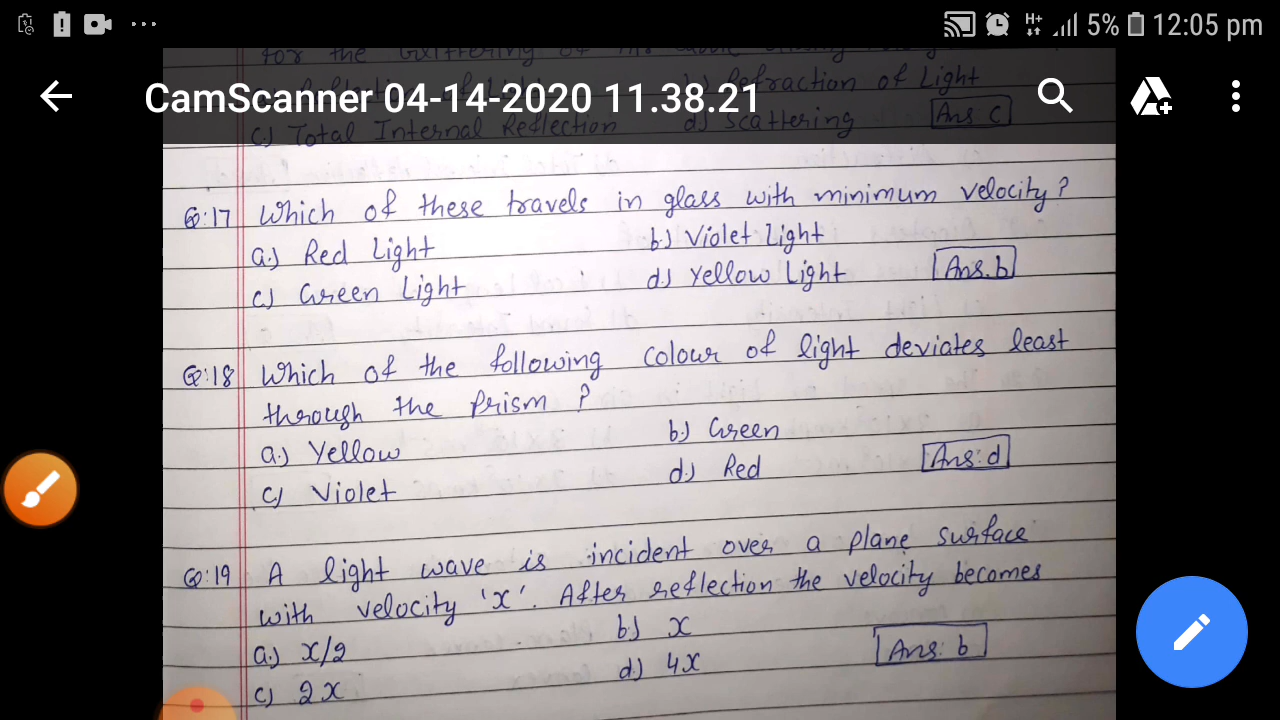 5% 12:05 pm
CamScanner 04-14-2020 11.38.21
for the of
Refraction of Light
c.) Total Internal Reflection d.) scattering Ans c
Q:17 Which of these travels in glass with minimum velocity?
a.) Red Light b.) Violet Light
c.) Green Light d.) Yellow Light Ans. b
Q:18 Which of the following colour of light deviates least
through the Prism ?
a.) Yellow b.) Green
c.) Violet d.) Red Ans: d
Q:19 A light wave is incident over a plane surface
with velocity 'x'. After reflection the velocity becomes
a.) x/2 b.) x
c.) 2x d.) 4x Ans: b